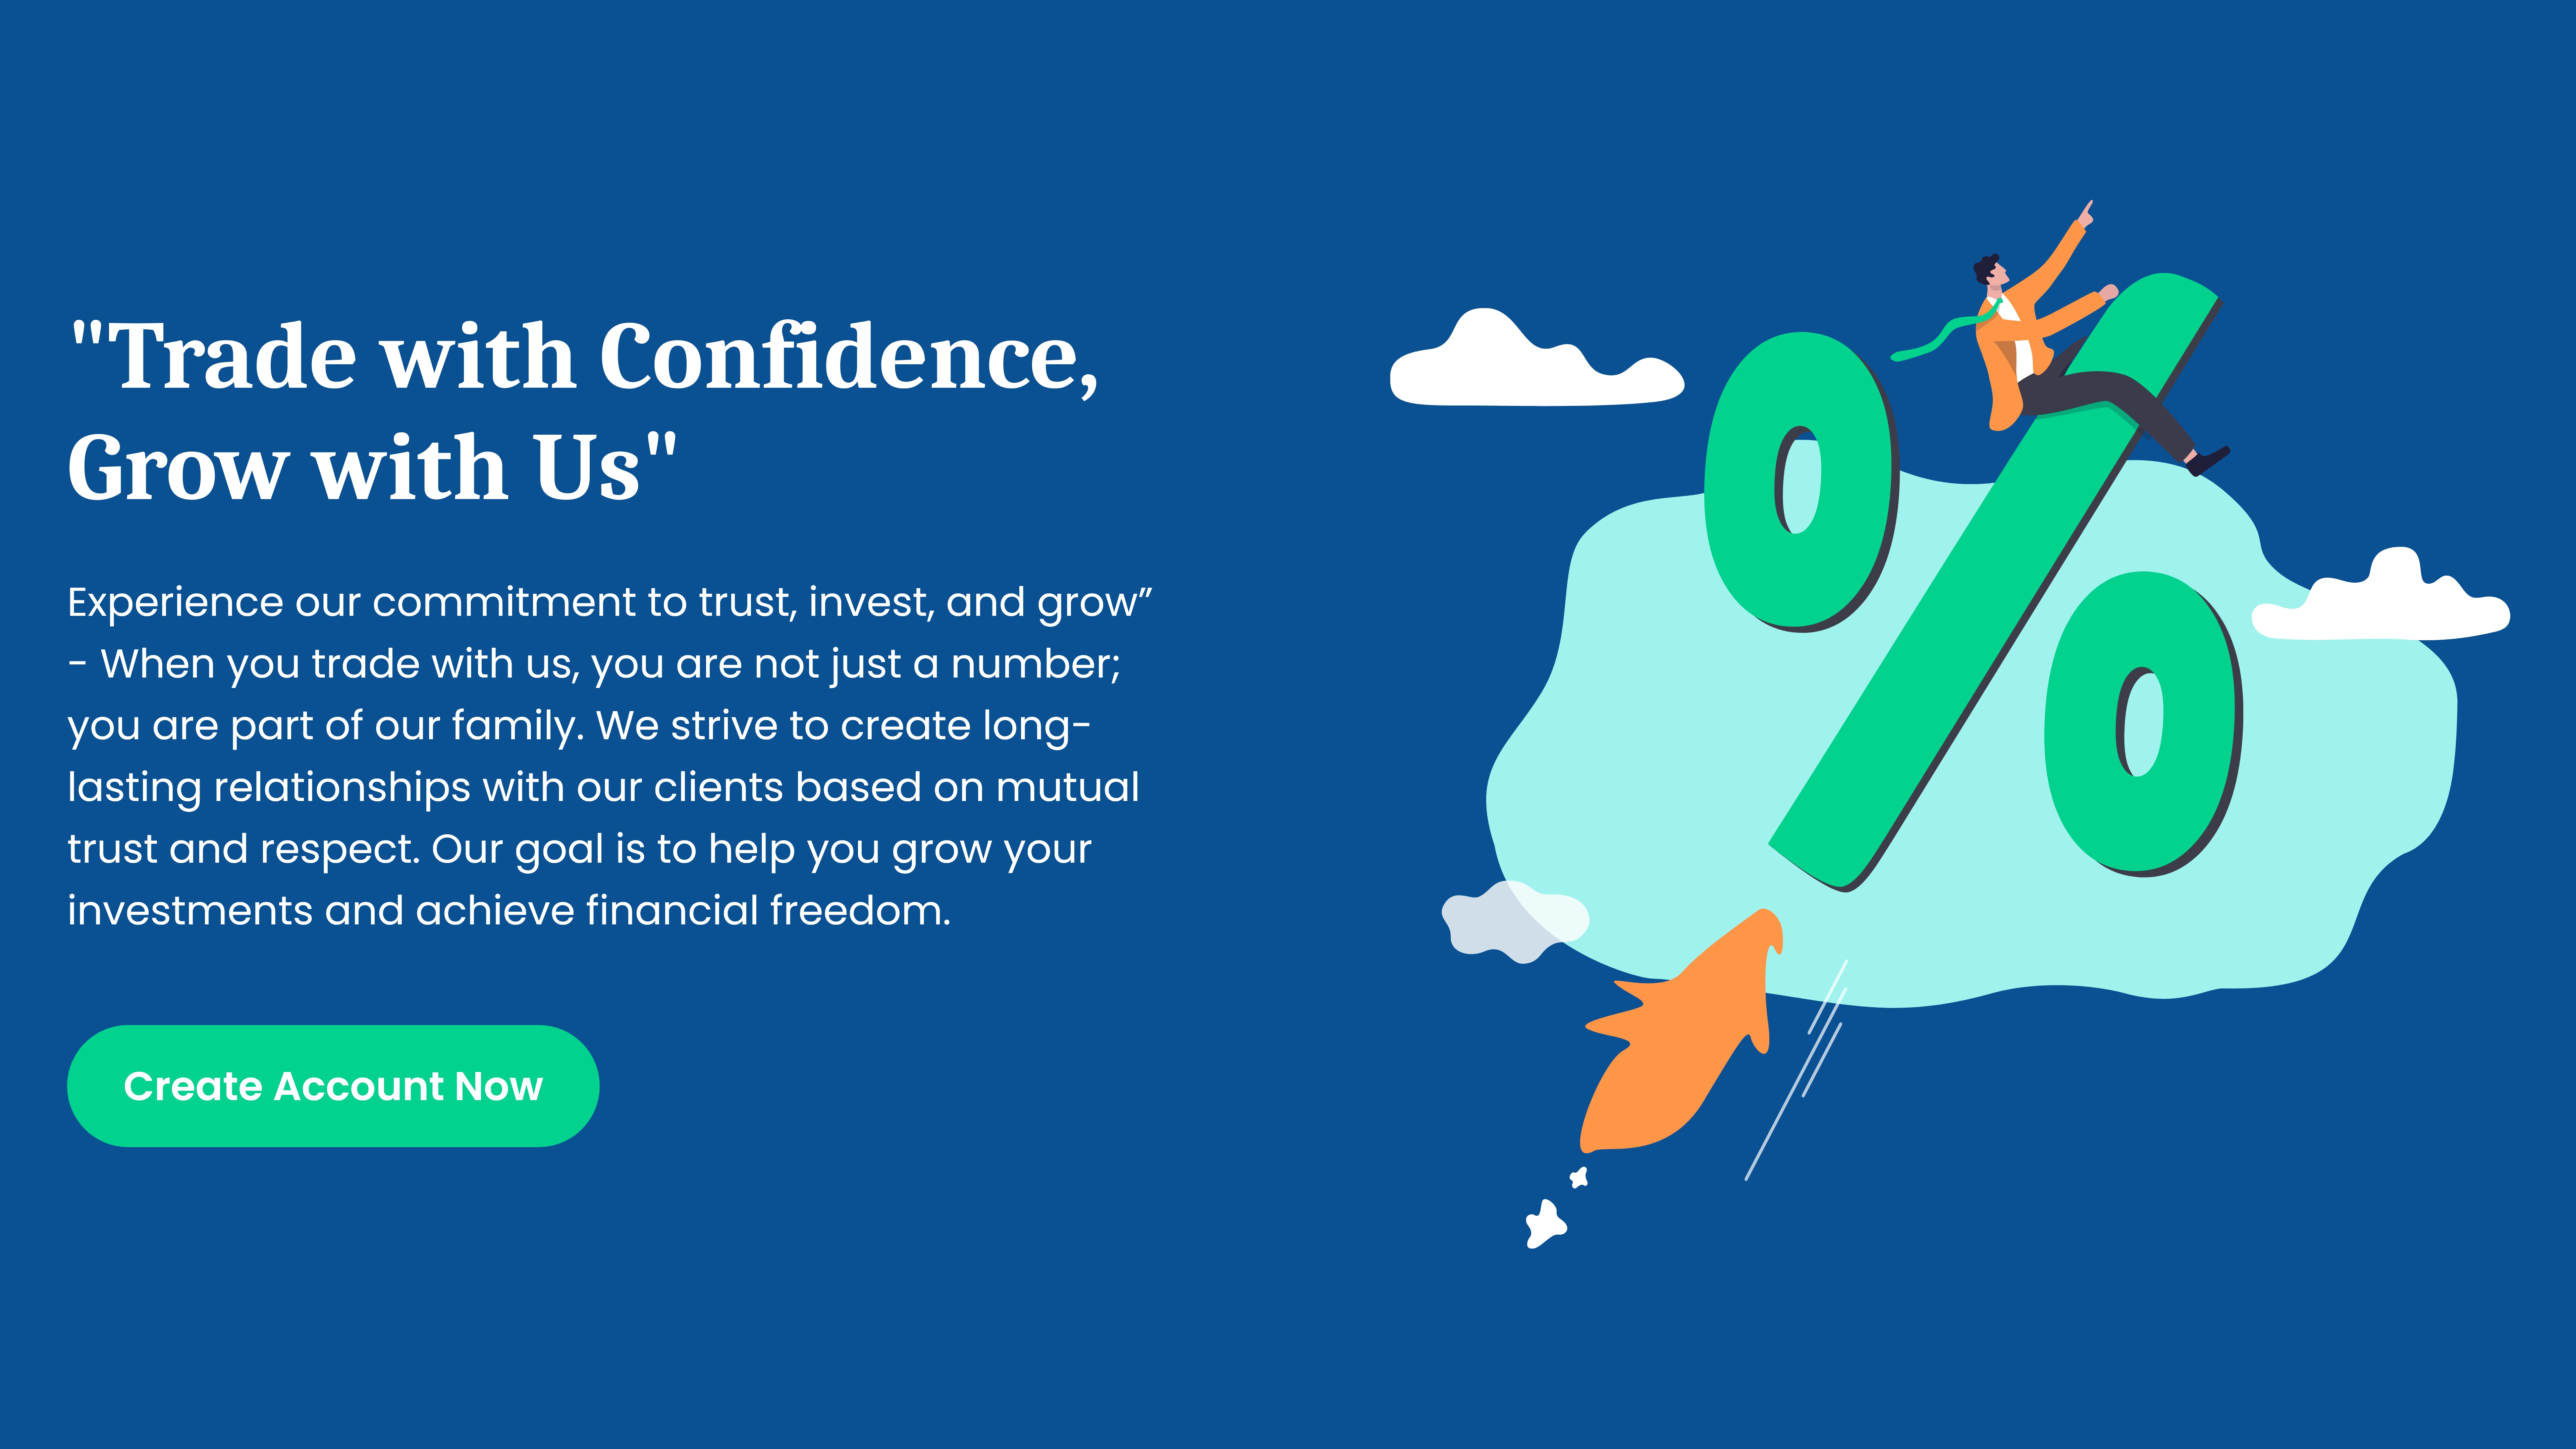 "Trade with Confidence,
Grow with Us"
Experience our commitment to trust, invest, and grow”
- When you trade with us, you are not just a number;
you are part of our family. We strive to create long-
lasting relationships with our clients based on mutual
trust and respect. Our goal is to help you grow your
investments and achieve financial freedom.
Create Account Now
%